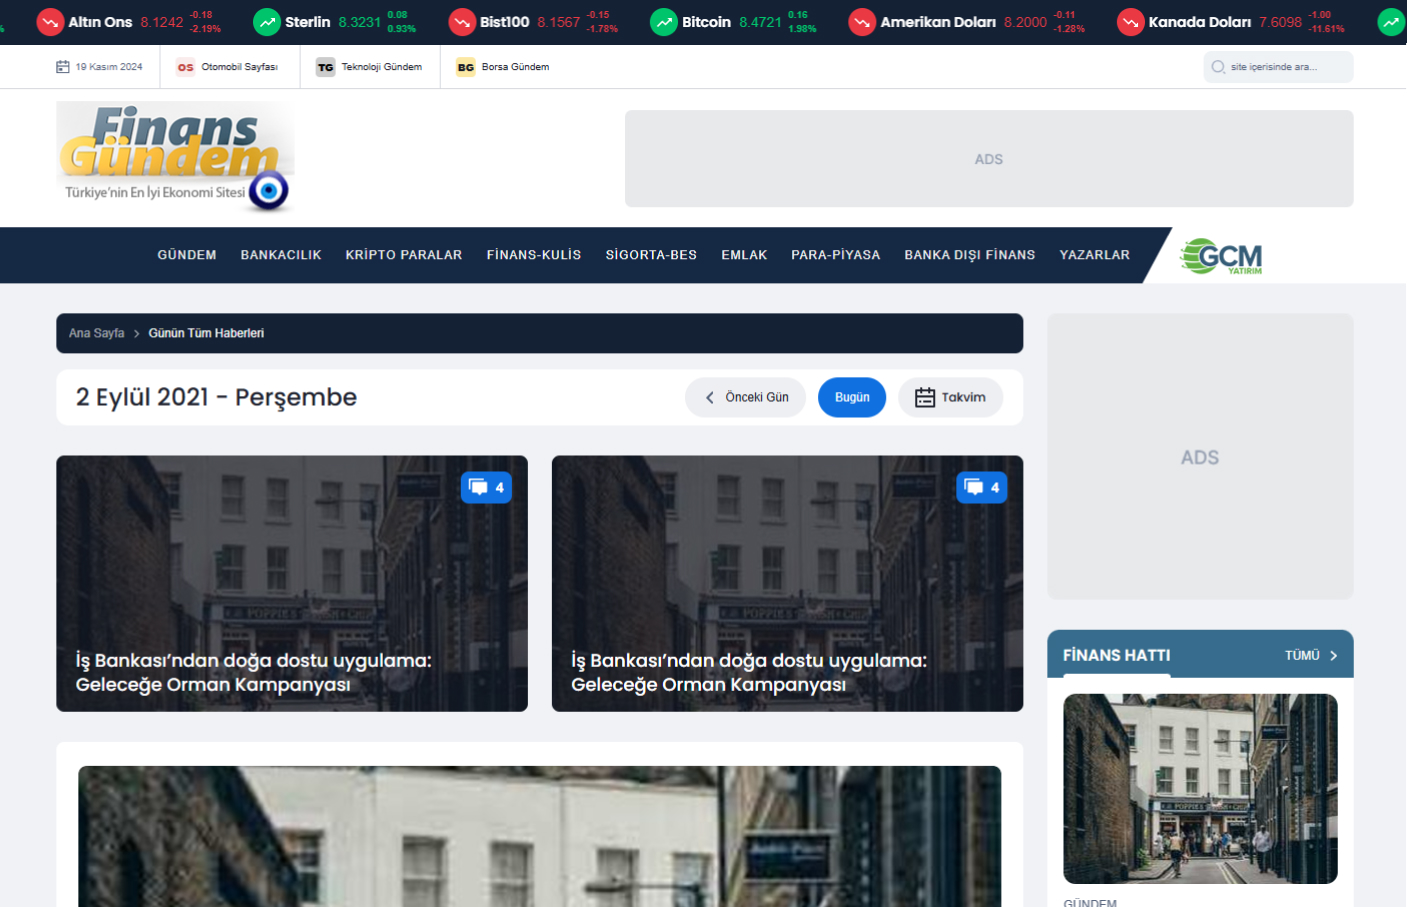 %
Altın Ons 8.1242 -0.18 -2.19%
Sterlin 8.3231 0.08 0.93%
Bist100 8.1567 -0.15 -1.78%
Bitcoin 8.4721 0.16 1.98%
Amerikan Doları 8.2000 -0.11 -1.28%
Kanada Doları 7.6098 -1.00 -11.61%
19 Kasım 2024
OS Otomobil Sayfası
TG Teknoloji Gündem
BG Borsa Gündem
site içerisinde ara...
Finans
Gündem
Türkiye'nin En İyi Ekonomi Sitesi
ADS
GÜNDEM BANKACILIK KRİPTO PARALAR FİNANS-KULİS SİGORTA-BES EMLAK PARA-PİYASA BANKA DIŞI FİNANS YAZARLAR
GCM
YATIRIM
Ana Sayfa > Günün Tüm Haberleri
2 Eylül 2021 - Perşembe
Önceki Gün
Bugün
Takvim
ADS
4
POPPIES
İş Bankası’ndan doğa dostu uygulama:
Geleceğe Orman Kampanyası
4
POPPIES
İş Bankası’ndan doğa dostu uygulama:
Geleceğe Orman Kampanyası
FİNANS HATTI
TÜMÜ >
POPPIES
GÜNDEM